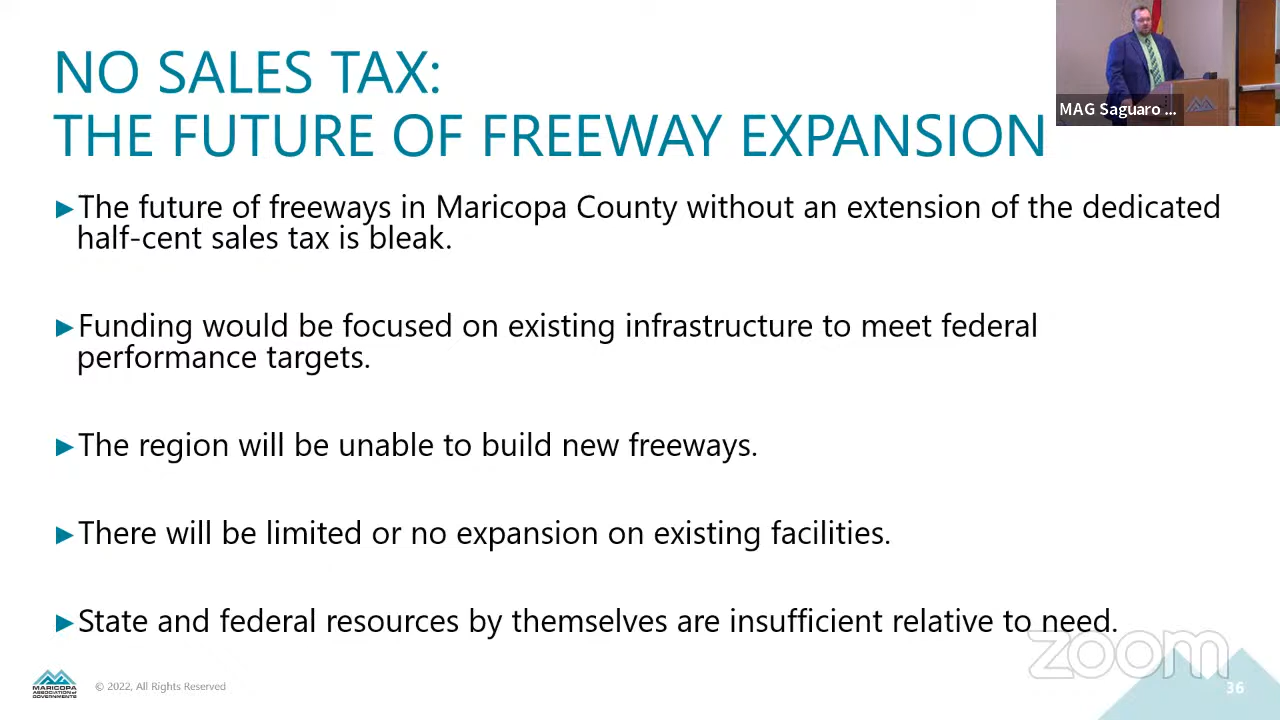 NO SALES TAX:
THE FUTURE OF FREEWAY EXPANSION
MAG Saguaro ...
►The future of freeways in Maricopa County without an extension of the dedicated
half-cent sales tax is bleak.
►Funding would be focused on existing infrastructure to meet federal
performance targets.
►The region will be unable to build new freeways.
►There will be limited or no expansion on existing facilities.
►State and federal resources by themselves are insufficient relative to need.
zoom
MARICOPA
ASSOCIATION of
GOVERNMENTS
© 2022, All Rights Reserved
36